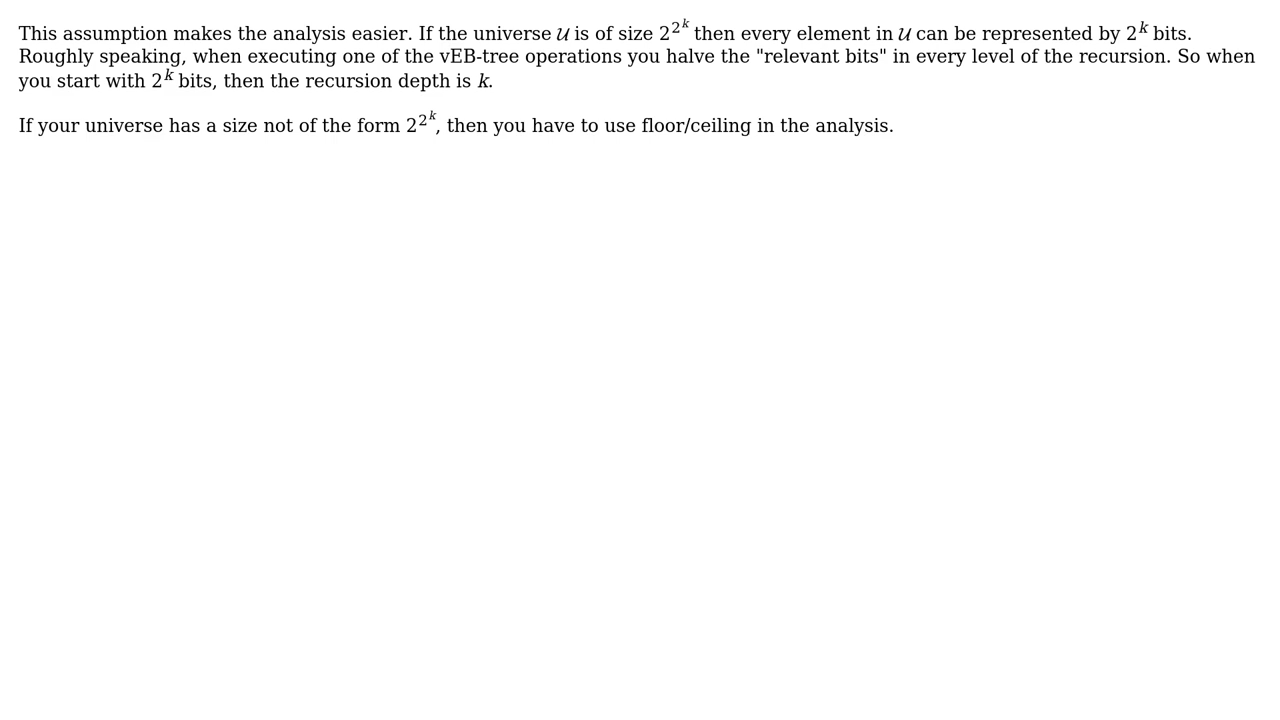 This assumption makes the analysis easier. If the universe 𝒰 is of size 2^{2^k} then every element in 𝒰 can be represented by 2^k bits.
Roughly speaking, when executing one of the vEB-tree operations you halve the "relevant bits" in every level of the recursion. So when
you start with 2^k bits, then the recursion depth is k.
If your universe has a size not of the form 2^{2^k}, then you have to use floor/ceiling in the analysis.